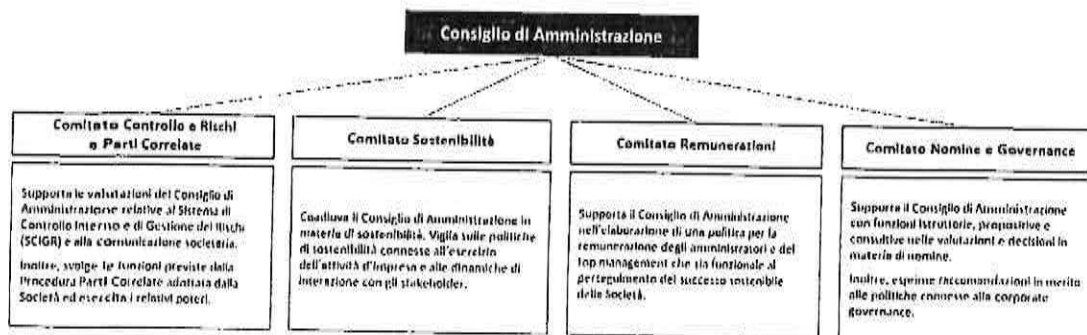 Consiglio di Amministrazione
Comitato Controllo e Rischi
e Parti Correlate
Supporta le valutazioni del Consiglio di
Amministrazione relative al Sistema di
Controllo Interno e di Gestione dei Rischi
(SCIGR) e alla comunicazione societaria.
Inoltre, svolge le funzioni previste dalla
Procedura Parti Correlate adottata dalla
Società ed esercita i relativi poteri.
Comitato Sostenibilità
Coadiuva il Consiglio di Amministrazione in
materia di sostenibilità. Vigila sulle politiche
di sostenibilità connesse all'esercizio
dell'attività d'impresa e alle dinamiche di
interazione con gli stakeholder.
Comitato Remunerazioni
Supporta il Consiglio di Amministrazione
nell'elaborazione di una politica per la
remunerazione degli amministratori e del
top management che sia funzionale al
perseguimento del successo sostenibile
della Società.
Comitato Nomine e Governance
Supporta il Consiglio di Amministrazione
con funzioni istruttorie, propositive e
consultive nelle valutazioni e decisioni in
materia di nomine.
Inoltre, esprime raccomandazioni in merito
alle politiche connesse alla corporate
governance.